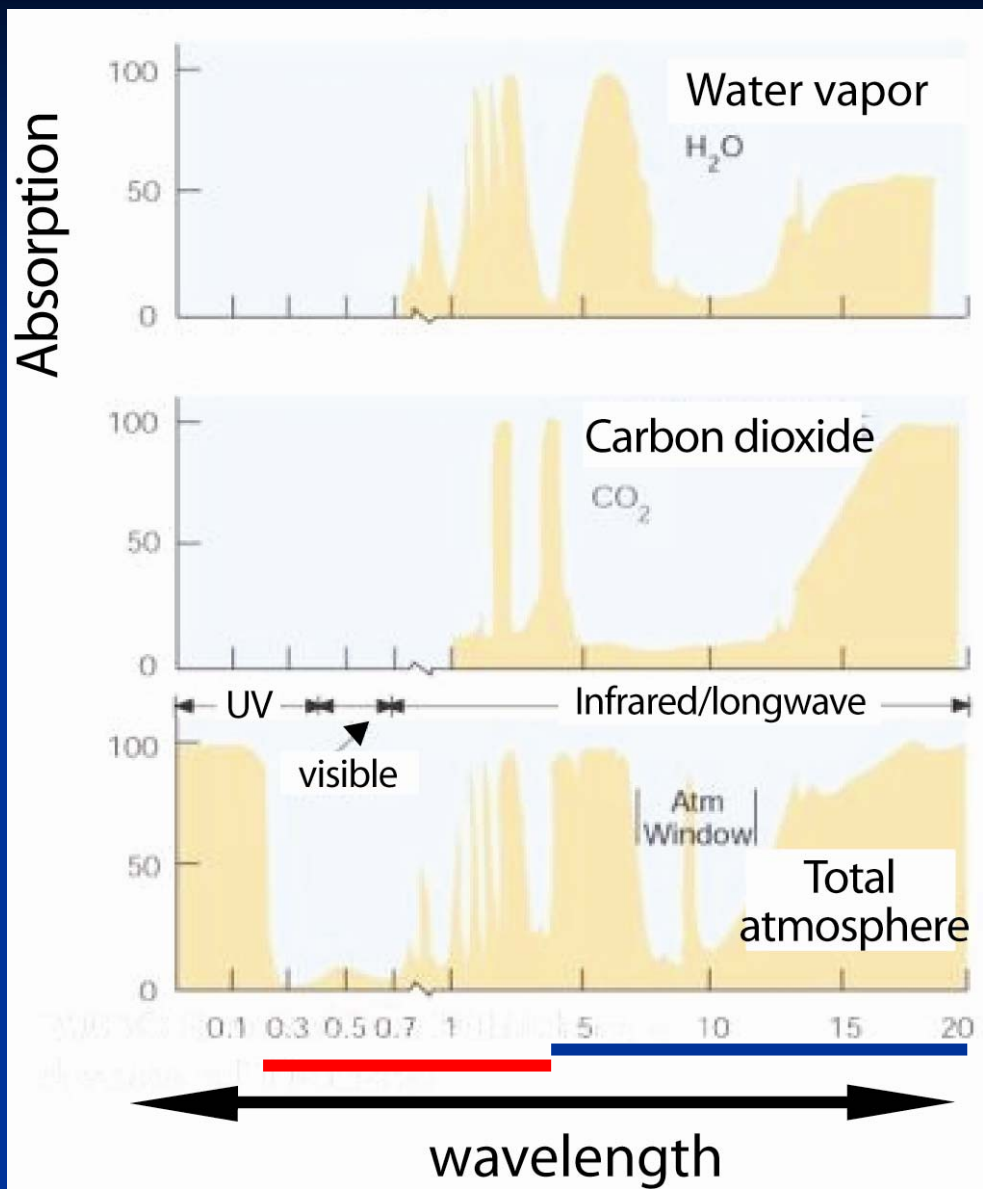 Absorption
100
50
0
Water vapor
H₂O
100
50
0
Carbon dioxide
CO₂
UV
visible
Infrared/longwave
100
50
0
Atm
Window
Total
atmosphere
0.1 0.3 0.5 0.7 1 5 10 15 20
wavelength